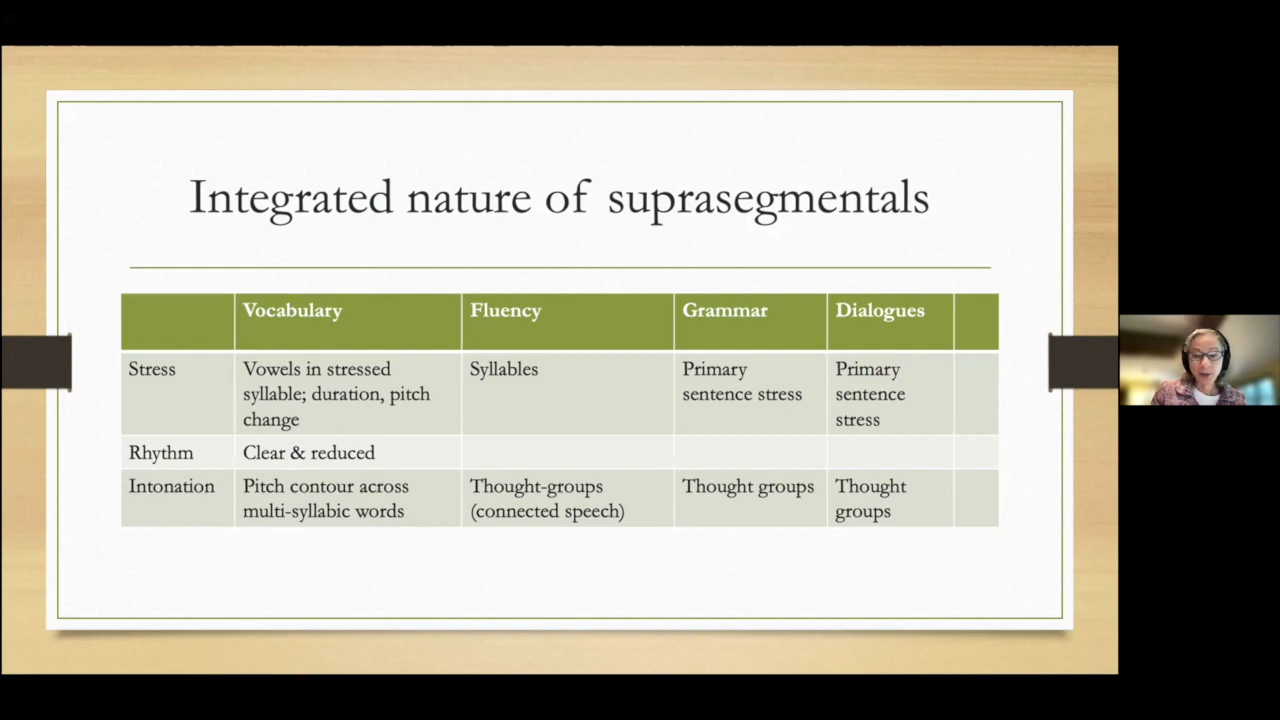 Integrated nature of suprasegmentals
Vocabulary Fluency Grammar Dialogues
Stress
Vowels in stressed
syllable; duration, pitch
change
Syllables
Primary
sentence stress
Primary
sentence
stress
Rhythm
Clear & reduced
Intonation
Pitch contour across
multi-syllabic words
Thought-groups
(connected speech)
Thought groups
Thought
groups